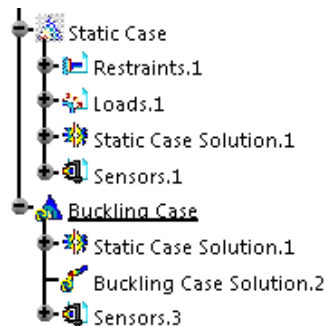 Static Case
Restraints.1
Loads.1
Static Case Solution.1
Sensors.1
Buckling Case
Static Case Solution.1
Buckling Case Solution.2
Sensors.3